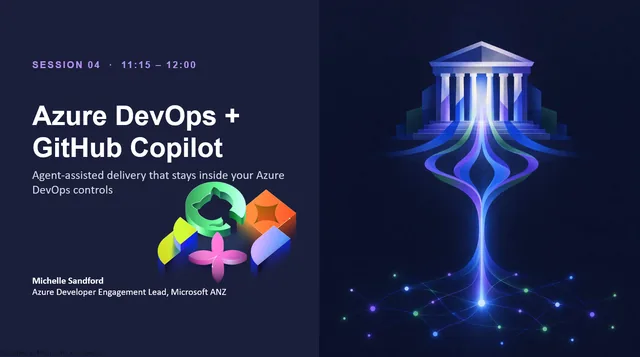 SESSION 04 · 11:15 – 12:00
Azure DevOps +
GitHub Copilot
Agent-assisted delivery that stays inside your Azure
DevOps controls
Michelle Sandford
Azure Developer Engagement Lead, Microsoft ANZ